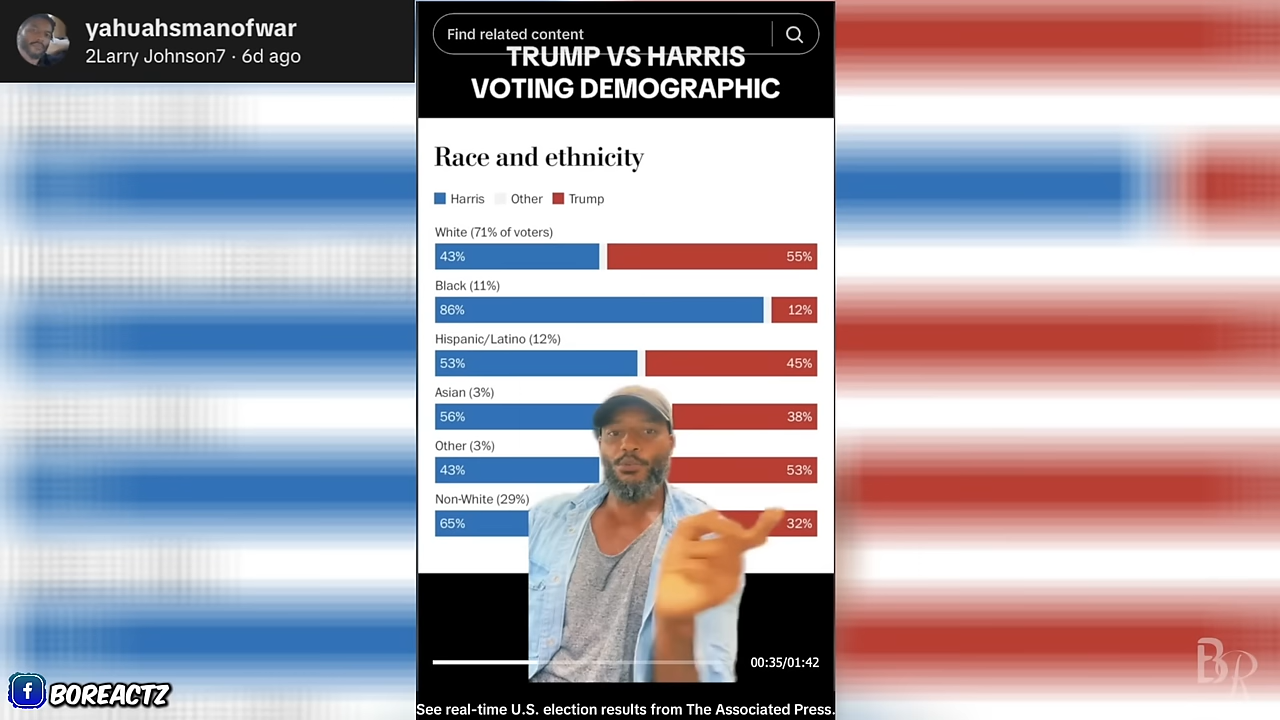 yahuahsmanofwar
2Larry Johnson7 · 6d ago
Find related content
TRUMP VS HARRIS
VOTING DEMOGRAPHIC
Race and ethnicity
Harris Other Trump
White (71% of voters)
43% 55%
Black (11%)
86% 12%
Hispanic/Latino (12%)
53% 45%
Asian (3%)
56% 38%
Other (3%)
43% 53%
Non-White (29%)
65% 32%
00:35/01:42
See real-time U.S. election results from The Associated Press.
f BOREACTZ
BR